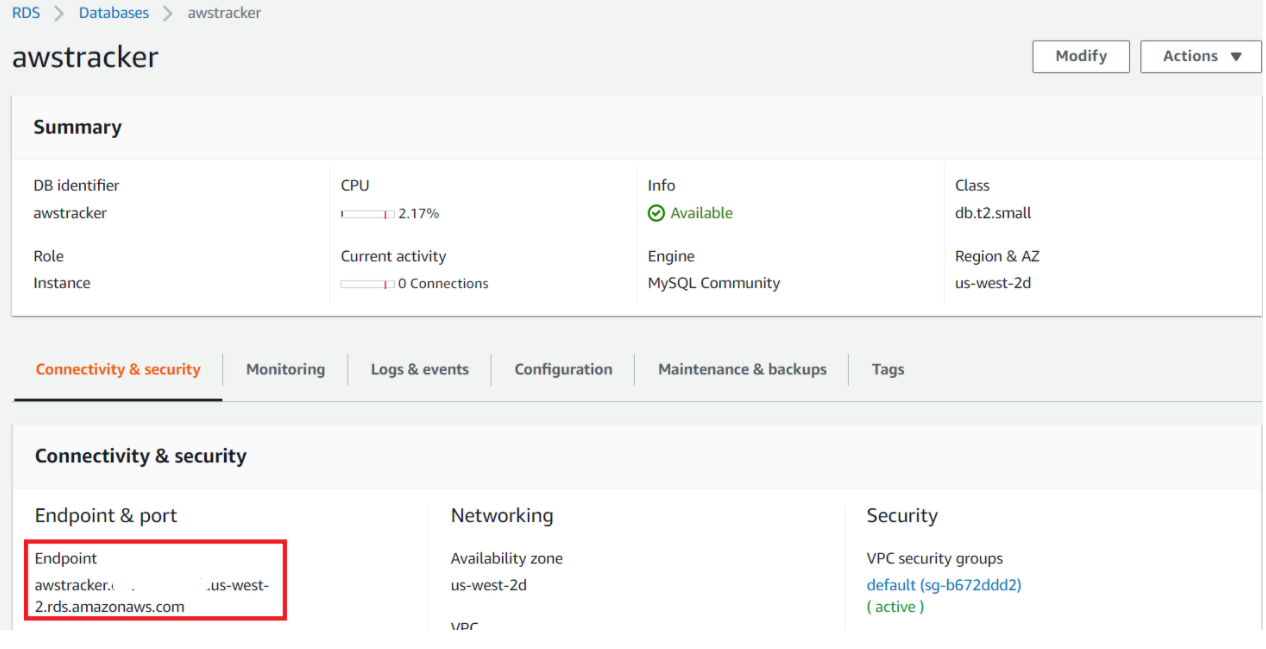 RDS > Databases > awstracker
awstracker
Modify
Actions
Summary
DB identifier
awstracker
CPU
2.17%
Info
Available
Class
db.t2.small
Role
Instance
Current activity
0 Connections
Engine
MySQL Community
Region & AZ
us-west-2d
Connectivity & security
Monitoring
Logs & events
Configuration
Maintenance & backups
Tags
Connectivity & security
Endpoint & port
Endpoint
awstracker. .us-west-
2.rds.amazonaws.com
Networking
Availability zone
us-west-2d
VPC
Security
VPC security groups
default (sg-b672ddd2)
( active )